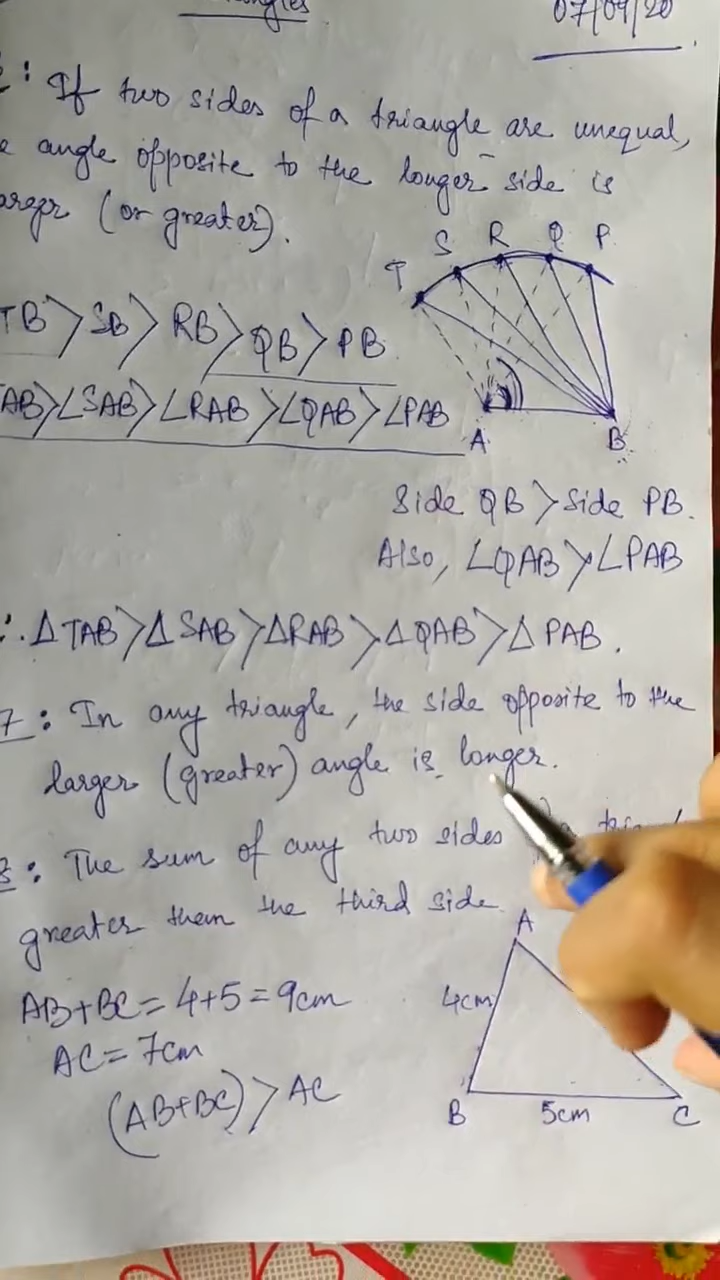 07/09/20
: If two sides of a triangle are unequal,
angle opposite to the longer side is
(or greater).
T S R Q P
TB > SB > RB > QB > PB
AB > ∠SAB > ∠RAB > ∠QAB > ∠PAB
A B
Side QB > Side PB.
Also, ∠QAB > ∠PAB
∴ ΔTAB > ΔSAB > ΔRAB > ΔQAB > ΔPAB.
7: In any triangle, the side opposite to the
larger (greater) angle is longer.
: The sum of any two sides
greater them the third side.
A
AB+BC = 4+5 = 9cm
4cm
AC = 7cm
(AB+BC) > AC
B 5cm C